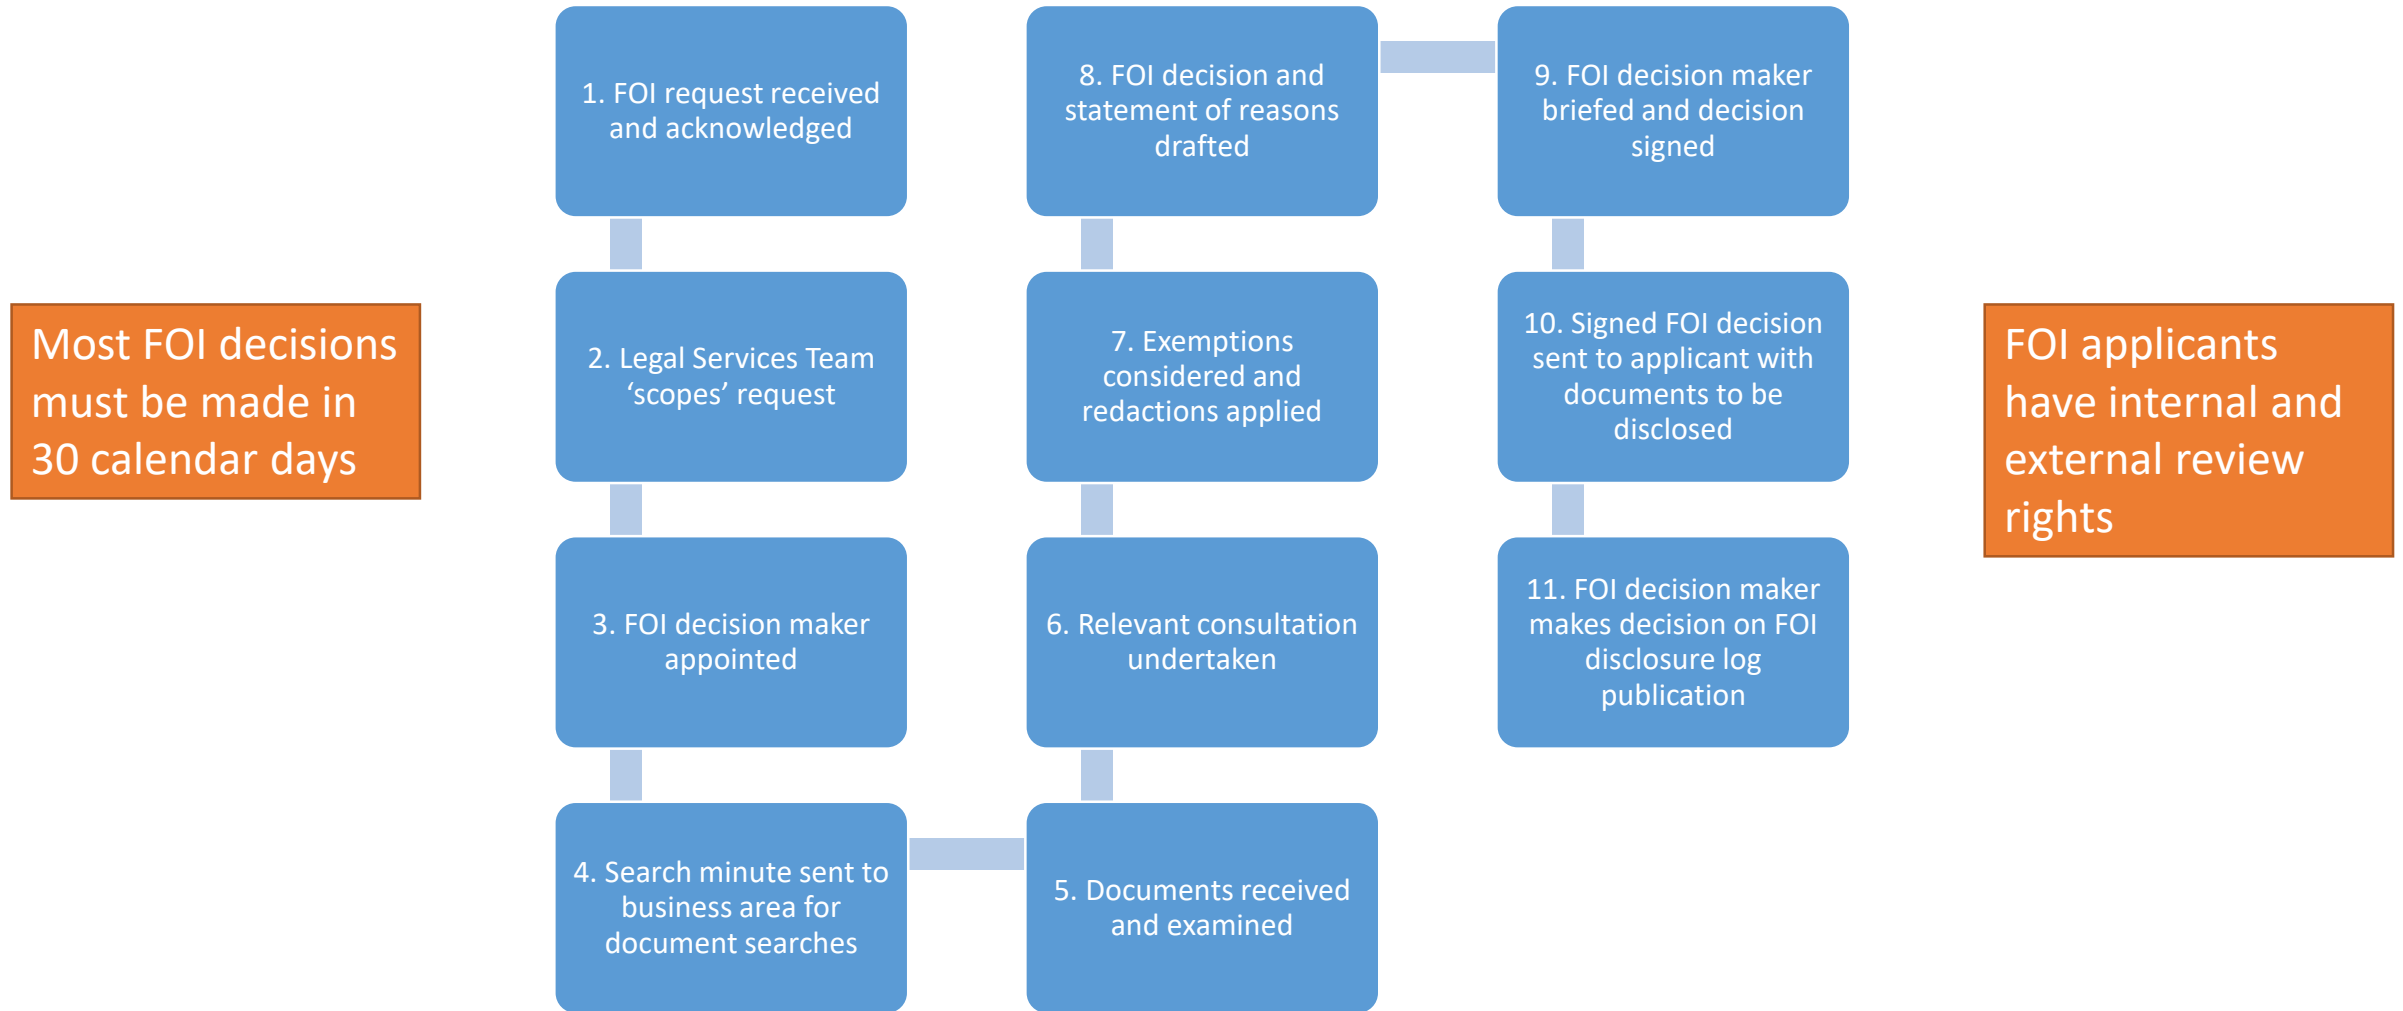 Most FOI decisions
must be made in
30 calendar days
1. FOI request received
and acknowledged
2. Legal Services Team
‘scopes’ request
3. FOI decision maker
appointed
4. Search minute sent to
business area for
document searches
5. Documents received
and examined
6. Relevant consultation
undertaken
7. Exemptions
considered and
redactions applied
8. FOI decision and
statement of reasons
drafted
9. FOI decision maker
briefed and decision
signed
10. Signed FOI decision
sent to applicant with
documents to be
disclosed
11. FOI decision maker
makes decision on FOI
disclosure log
publication
FOI applicants
have internal and
external review
rights